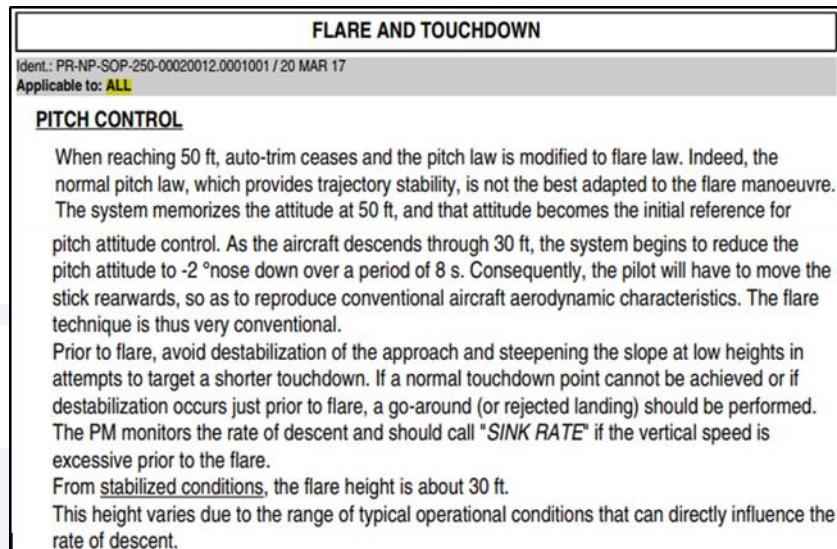 FLARE AND TOUCHDOWN
Ident.: PR-NP-SOP-250-00020012.0001001 / 20 MAR 17
Applicable to: ALL
PITCH CONTROL
When reaching 50 ft, auto-trim ceases and the pitch law is modified to flare law. Indeed, the
normal pitch law, which provides trajectory stability, is not the best adapted to the flare manoeuvre.
The system memorizes the attitude at 50 ft, and that attitude becomes the initial reference for
pitch attitude control. As the aircraft descends through 30 ft, the system begins to reduce the
pitch attitude to -2 °nose down over a period of 8 s. Consequently, the pilot will have to move the
stick rearwards, so as to reproduce conventional aircraft aerodynamic characteristics. The flare
technique is thus very conventional.
Prior to flare, avoid destabilization of the approach and steepening the slope at low heights in
attempts to target a shorter touchdown. If a normal touchdown point cannot be achieved or if
destabilization occurs just prior to flare, a go-around (or rejected landing) should be performed.
The PM monitors the rate of descent and should call "SINK RATE" if the vertical speed is
excessive prior to the flare.
From stabilized conditions, the flare height is about 30 ft.
This height varies due to the range of typical operational conditions that can directly influence the
rate of descent.